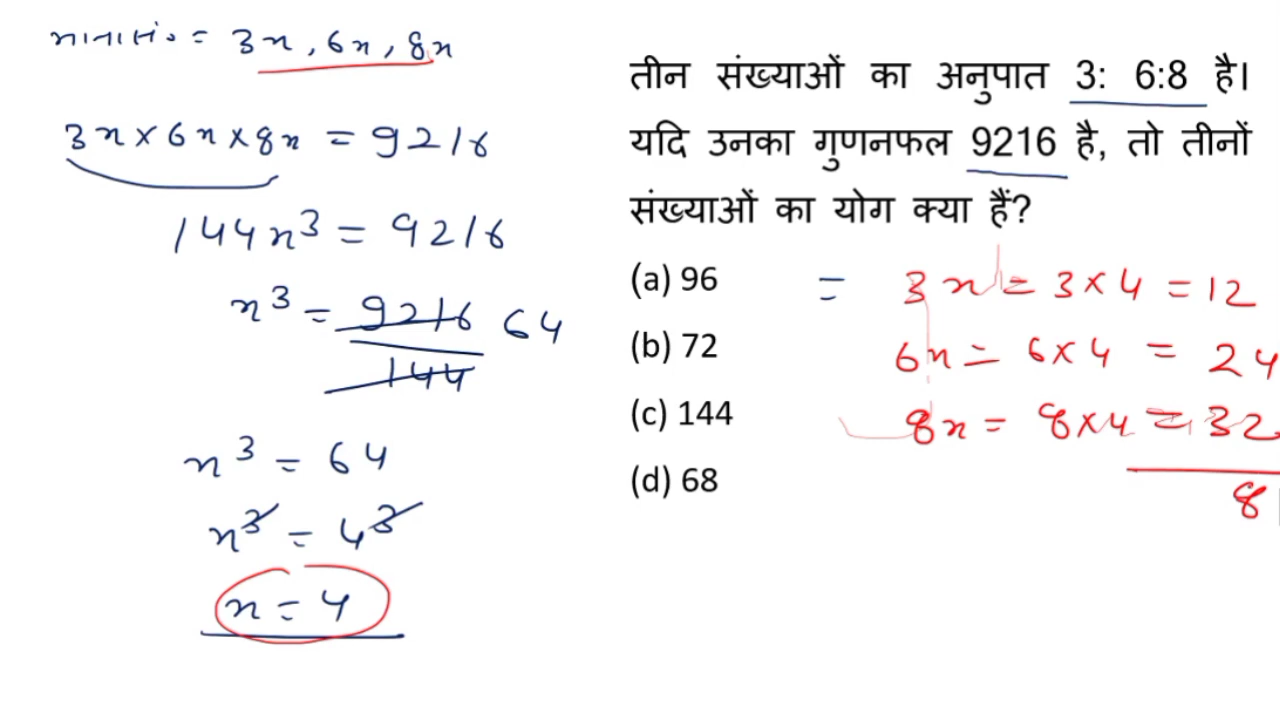 माना सं० = 3x, 6x, 8x
3x × 6x × 8x = 9216
144x³ = 9216
x³ = 9216 64
144
x³ = 64
x³ = 4³
x = 4
तीन संख्याओं का अनुपात 3: 6:8 है।
यदि उनका गुणनफल 9216 है, तो तीनों
संख्याओं का योग क्या हैं?
(a) 96
(b) 72
(c) 144
(d) 68
= 3x = 3×4 = 12
6x = 6×4 = 24
8x = 8×4 = 32
8